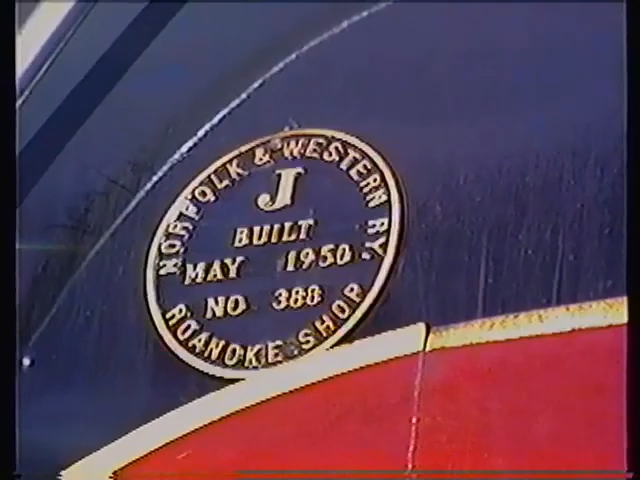 NORFOLK & WESTERN RY.
J
BUILT
MAY 1950
NO 388
ROANOKE SHOP